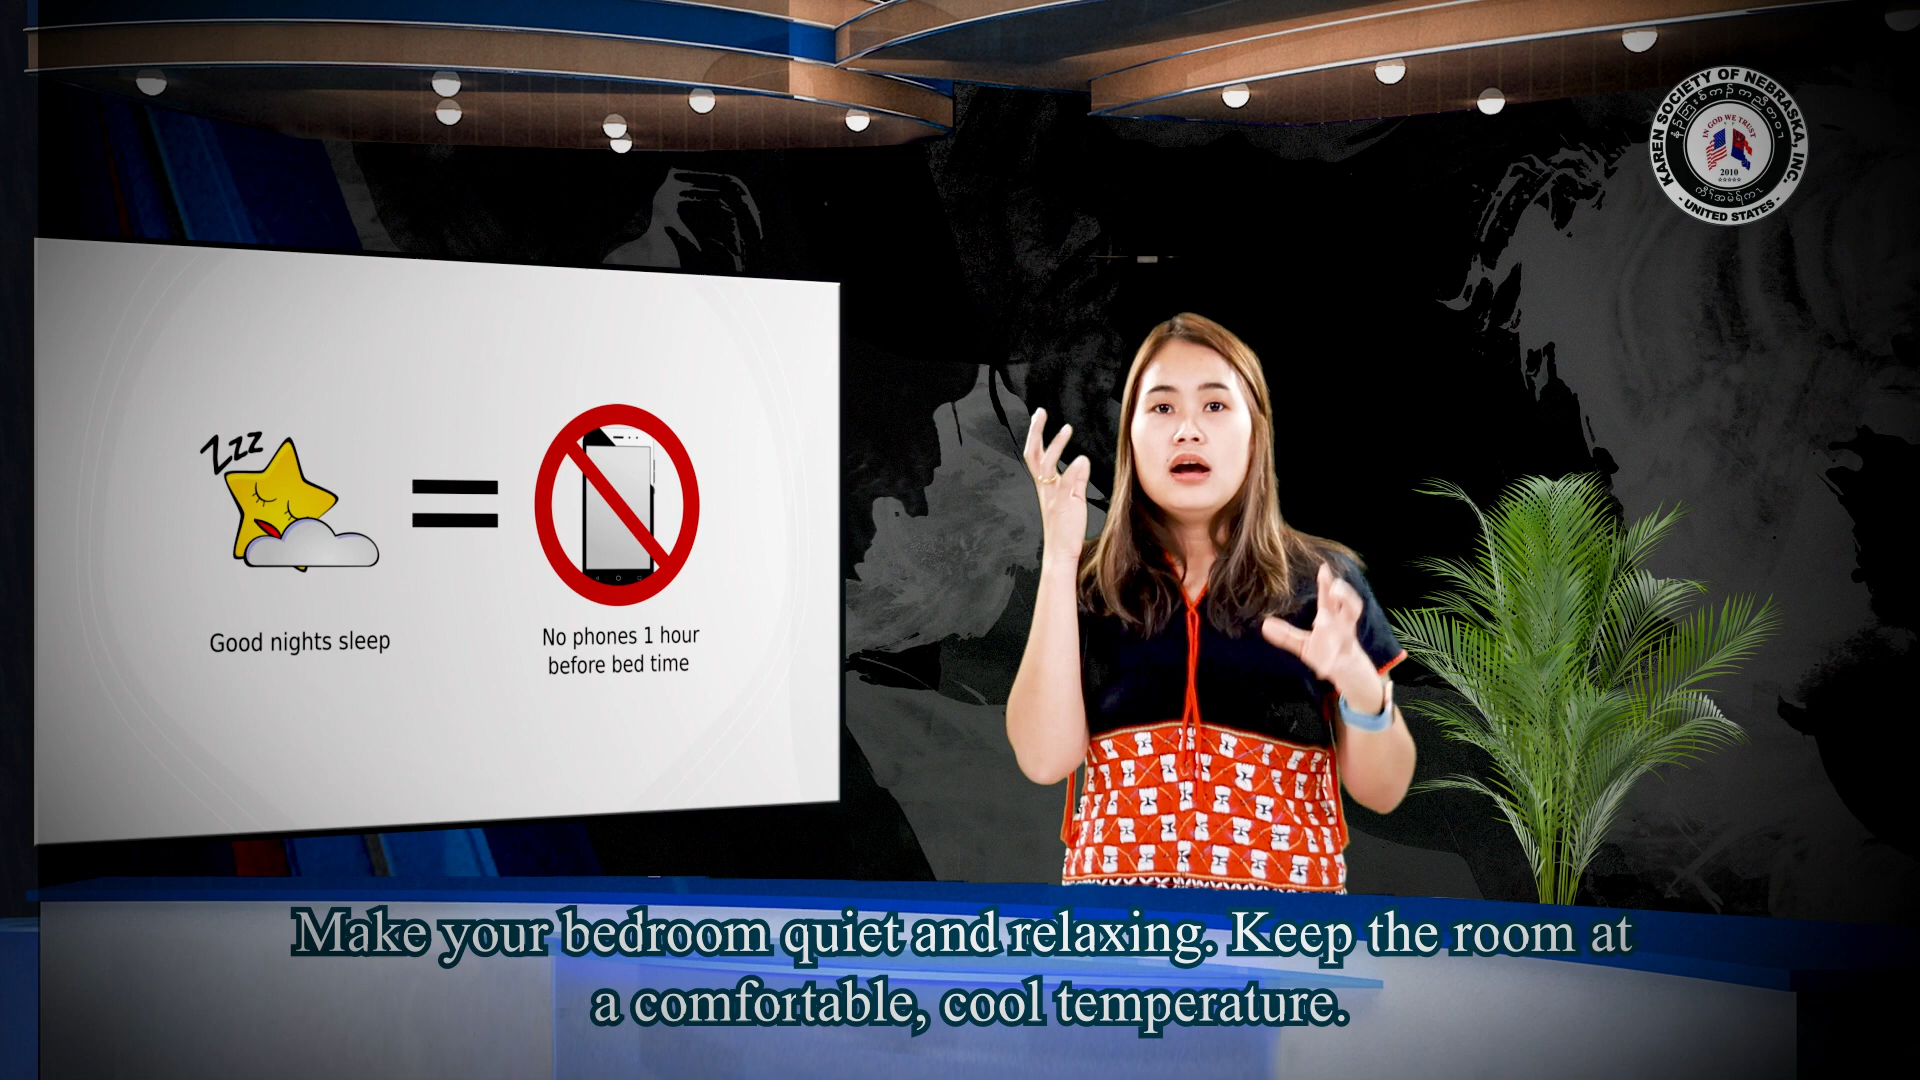 Zzz
Good nights sleep
No phones 1 hour
before bed time
KAREN SOCIETY OF NEBRASKA, INC.
IN GOD WE TRUST
2010
- UNITED STATES -
Make your bedroom quiet and relaxing. Keep the room at
a comfortable, cool temperature.